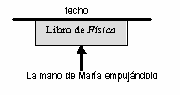 techo
Libro de Física
La mano de María empujándolo